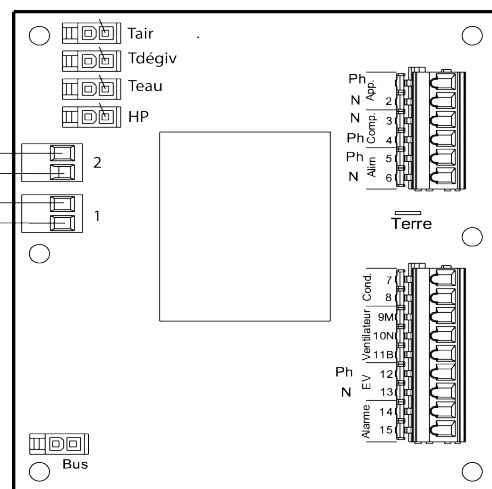 Tair
Tdégiv
Teau
HP
2
1
Bus
Ph
App.
N 2
N 3
Comp.
Ph 4
Ph 5
Alim
N 6
Terre
Cond.
7
8
Ventilateur
9M
10N
11B
Ph 12
EV
N 13
Alarme
14
15